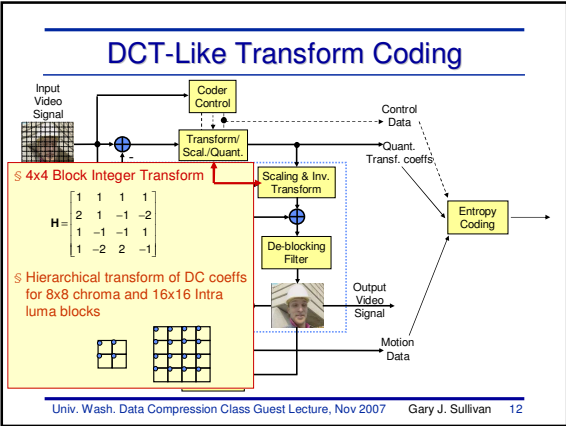 DCT-Like Transform Coding
Input
Video
Signal
Coder
Control
Control
Data
Transform/
Scal./Quant.
-
Quant.
Transf. coeffs
§ 4x4 Block Integer Transform
H = [1 1 1 1
2 1 −1 −2
1 −1 −1 1
1 −2 2 −1]
Scaling & Inv.
Transform
Entropy
Coding
De-blocking
Filter
§ Hierarchical transform of DC coeffs
for 8x8 chroma and 16x16 Intra
luma blocks
Output
Video
Signal
Motion
Data
Univ. Wash. Data Compression Class Guest Lecture, Nov 2007 Gary J. Sullivan 12